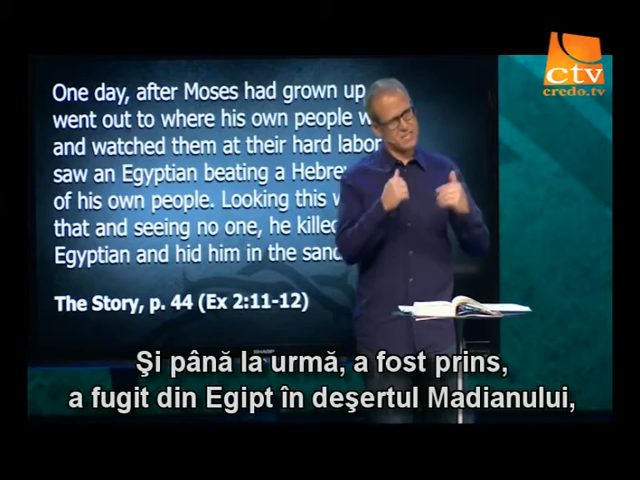 ctv
credo.tv
One day, after Moses had grown up
went out to where his own people
and watched them at their hard labor
saw an Egyptian beating a Hebrew
of his own people. Looking this
that and seeing no one, he killed
Egyptian and hid him in the sand
The Story, p. 44 (Ex 2:11-12)
Şi până la urmă, a fost prins,
a fugit din Egipt în deşertul Madianului,